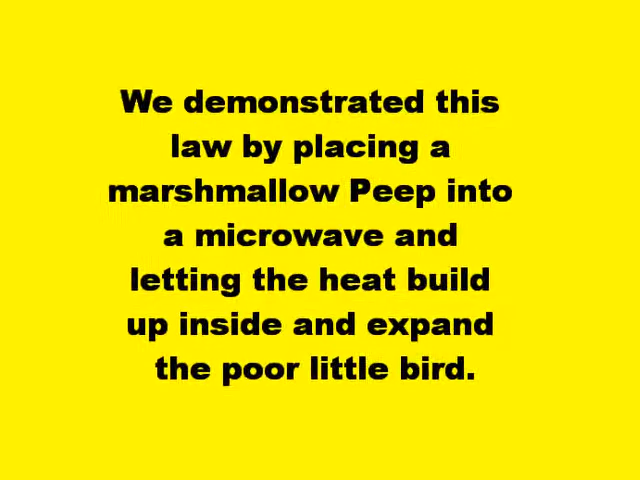 We demonstrated this
law by placing a
marshmallow Peep into
a microwave and
letting the heat build
up inside and expand
the poor little bird.